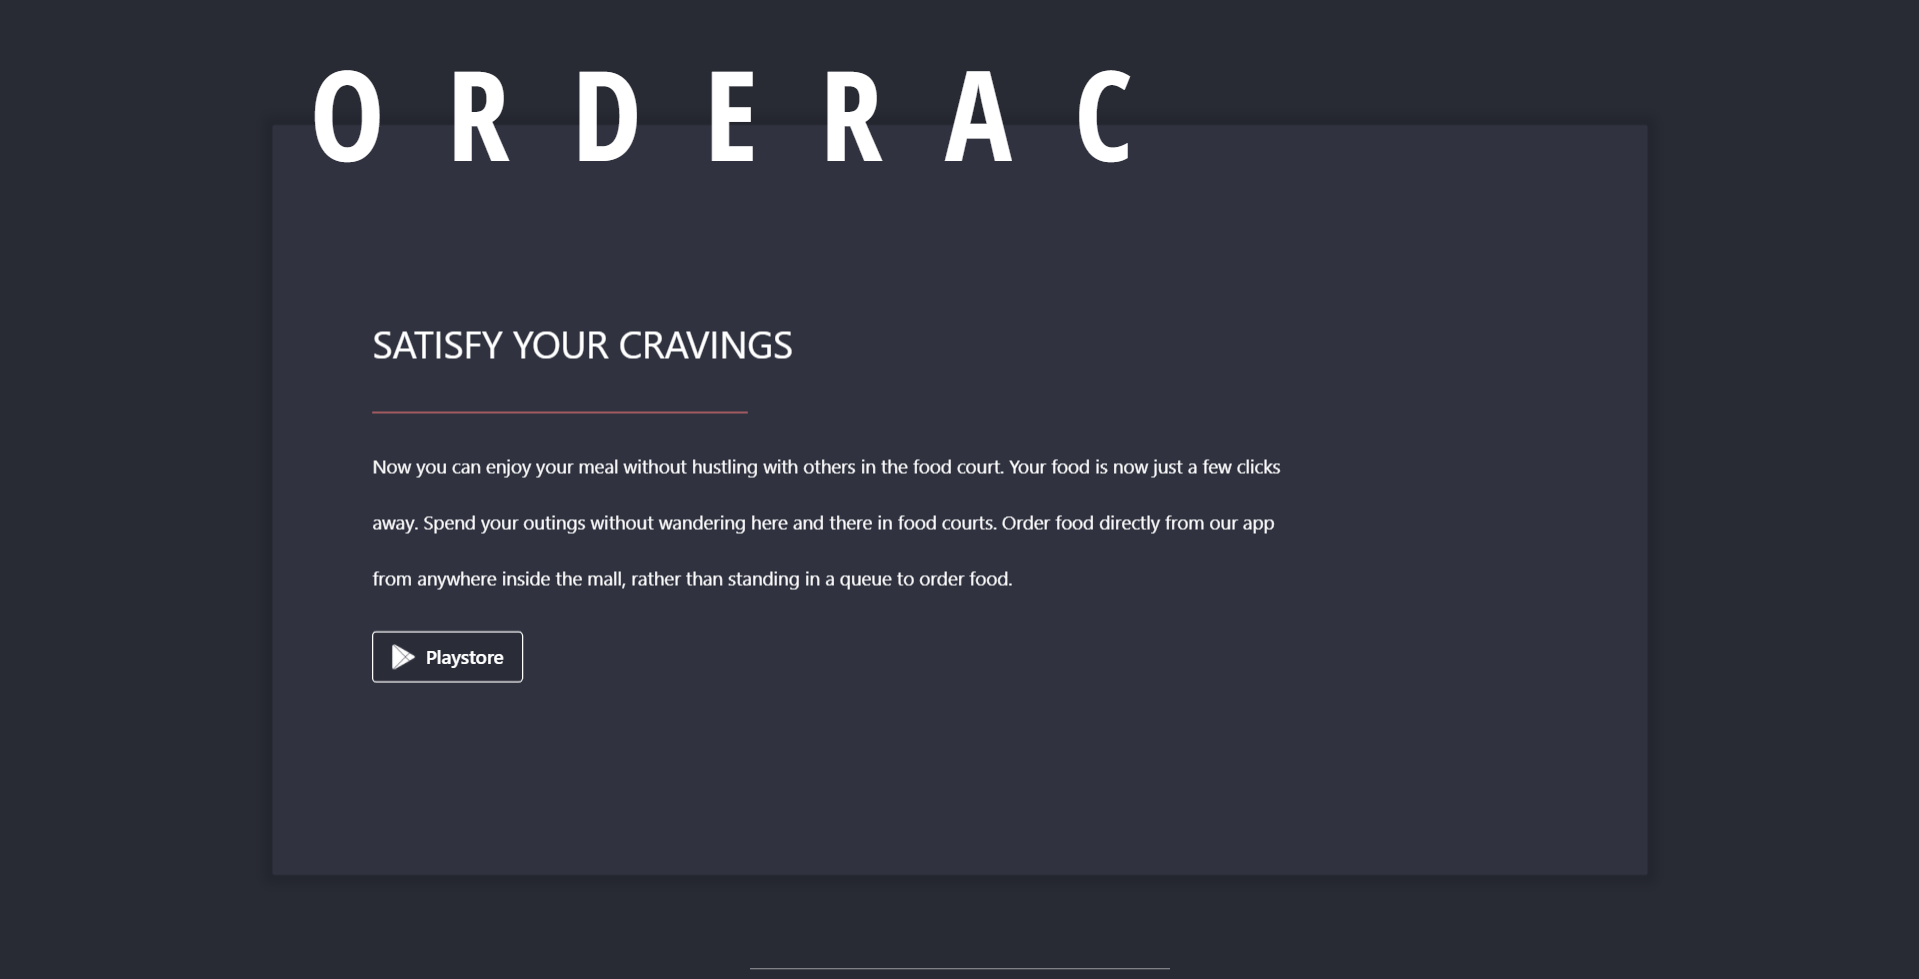 ORDERAC
SATISFY YOUR CRAVINGS
Now you can enjoy your meal without hustling with others in the food court. Your food is now just a few clicks
away. Spend your outings without wandering here and there in food courts. Order food directly from our app
from anywhere inside the mall, rather than standing in a queue to order food.
Playstore